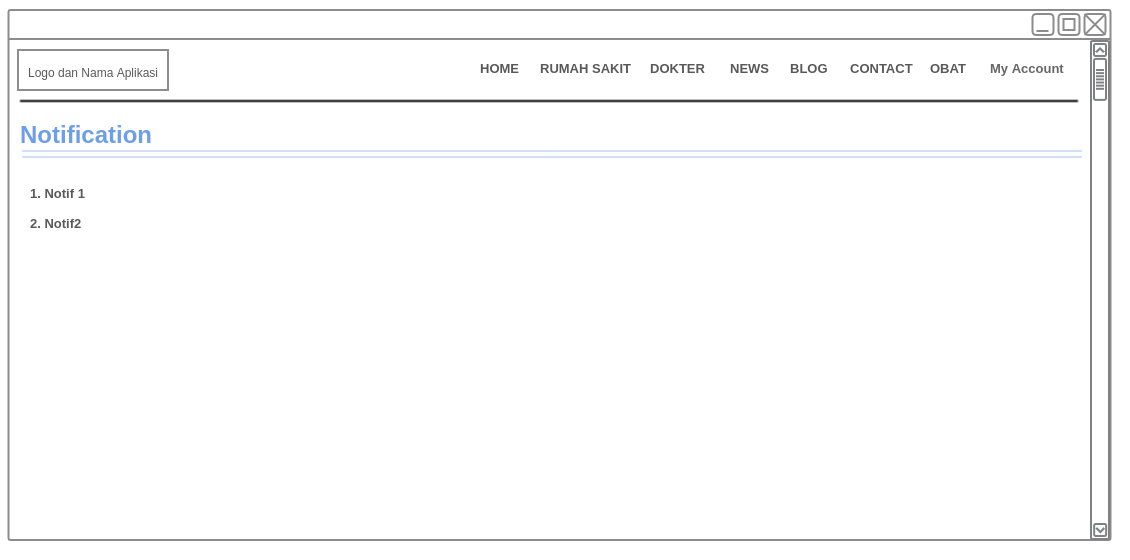 Logo dan Nama Aplikasi
HOME RUMAH SAKIT DOKTER NEWS BLOG CONTACT OBAT My Account
Notification
1. Notif 1
2. Notif2